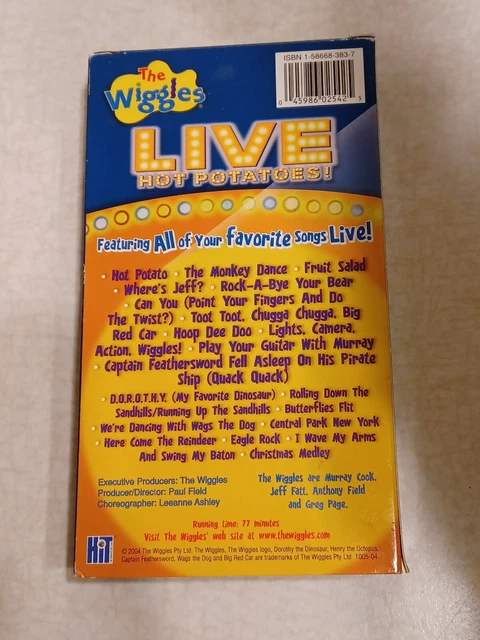 ISBN 1-58668-383-7
0 45986 02542 5
The
Wiggles
LIVE
HOT POTATOES!
Featuring All of Your favorite Songs Live!
• Hot Potato • The Monkey Dance • Fruit Salad
• Where's Jeff? • Rock-A-Bye Your Bear
• Can You (Point Your Fingers And Do
The Twist?) • Toot Toot, Chugga Chugga, Big
Red Car • Hoop Dee Doo • Lights, Camera,
Action, Wiggles! • Play Your Guitar With Murray
• Captain Feathersword Fell Asleep On His Pirate
Ship (Quack Quack)
• D.O.R.O.T.H.Y. (My Favorite Dinosaur) • Rolling Down The
Sandhills/Running Up The Sandhills • Butterflies Flit
• We're Dancing With Wags The Dog • Central Park New York
• Here Come The Reindeer • Eagle Rock • I Wave My Arms
And Swing My Baton • Christmas Medley
Executive Producers: The Wiggles
Producer/Director: Paul Field
Choreographer: Leeanne Ashley
The Wiggles are Murray Cook,
Jeff Fatt, Anthony Field
and Greg Page.
Running time: 77 minutes
Visit The Wiggles' web site at www.thewiggles.com
HiT
© 2004 The Wiggles Pty Ltd. The Wiggles, The Wiggles logo, Dorothy the Dinosaur, Henry the Octopus,
Captain Feathersword, Wags the Dog and Big Red Car are trademarks of The Wiggles Pty Ltd. 1005-04